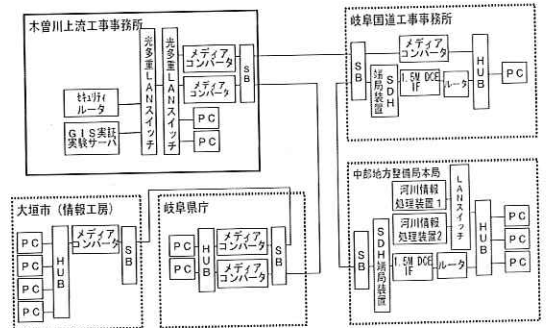 木曽川上流工事事務所
光多重LANスイッチ
光多重LANスイッチ
メディア
コンバータ
メディア
コンバータ
SB
セキュリティ
ルータ
GIS実証
実験サーバ
PC
PC
岐阜国道工事事務所
SB
メディア
コンバータ
SDH
端局装置
1.5M DCE
IF
ルータ
HUB
PC
大垣市(情報工房)
PC
PC
PC
PC
HUB
メディア
コンバータ
SB
岐阜県庁
PC
PC
HUB
メディア
コンバータ
メディア
コンバータ
SB
中部地方整備局本局
河川情報
処理装置1
河川情報
処理装置2
LANスイッチ
SB
SDH端局装置
1.5M DCE
IF
ルータ
HUB
PC
PC
PC